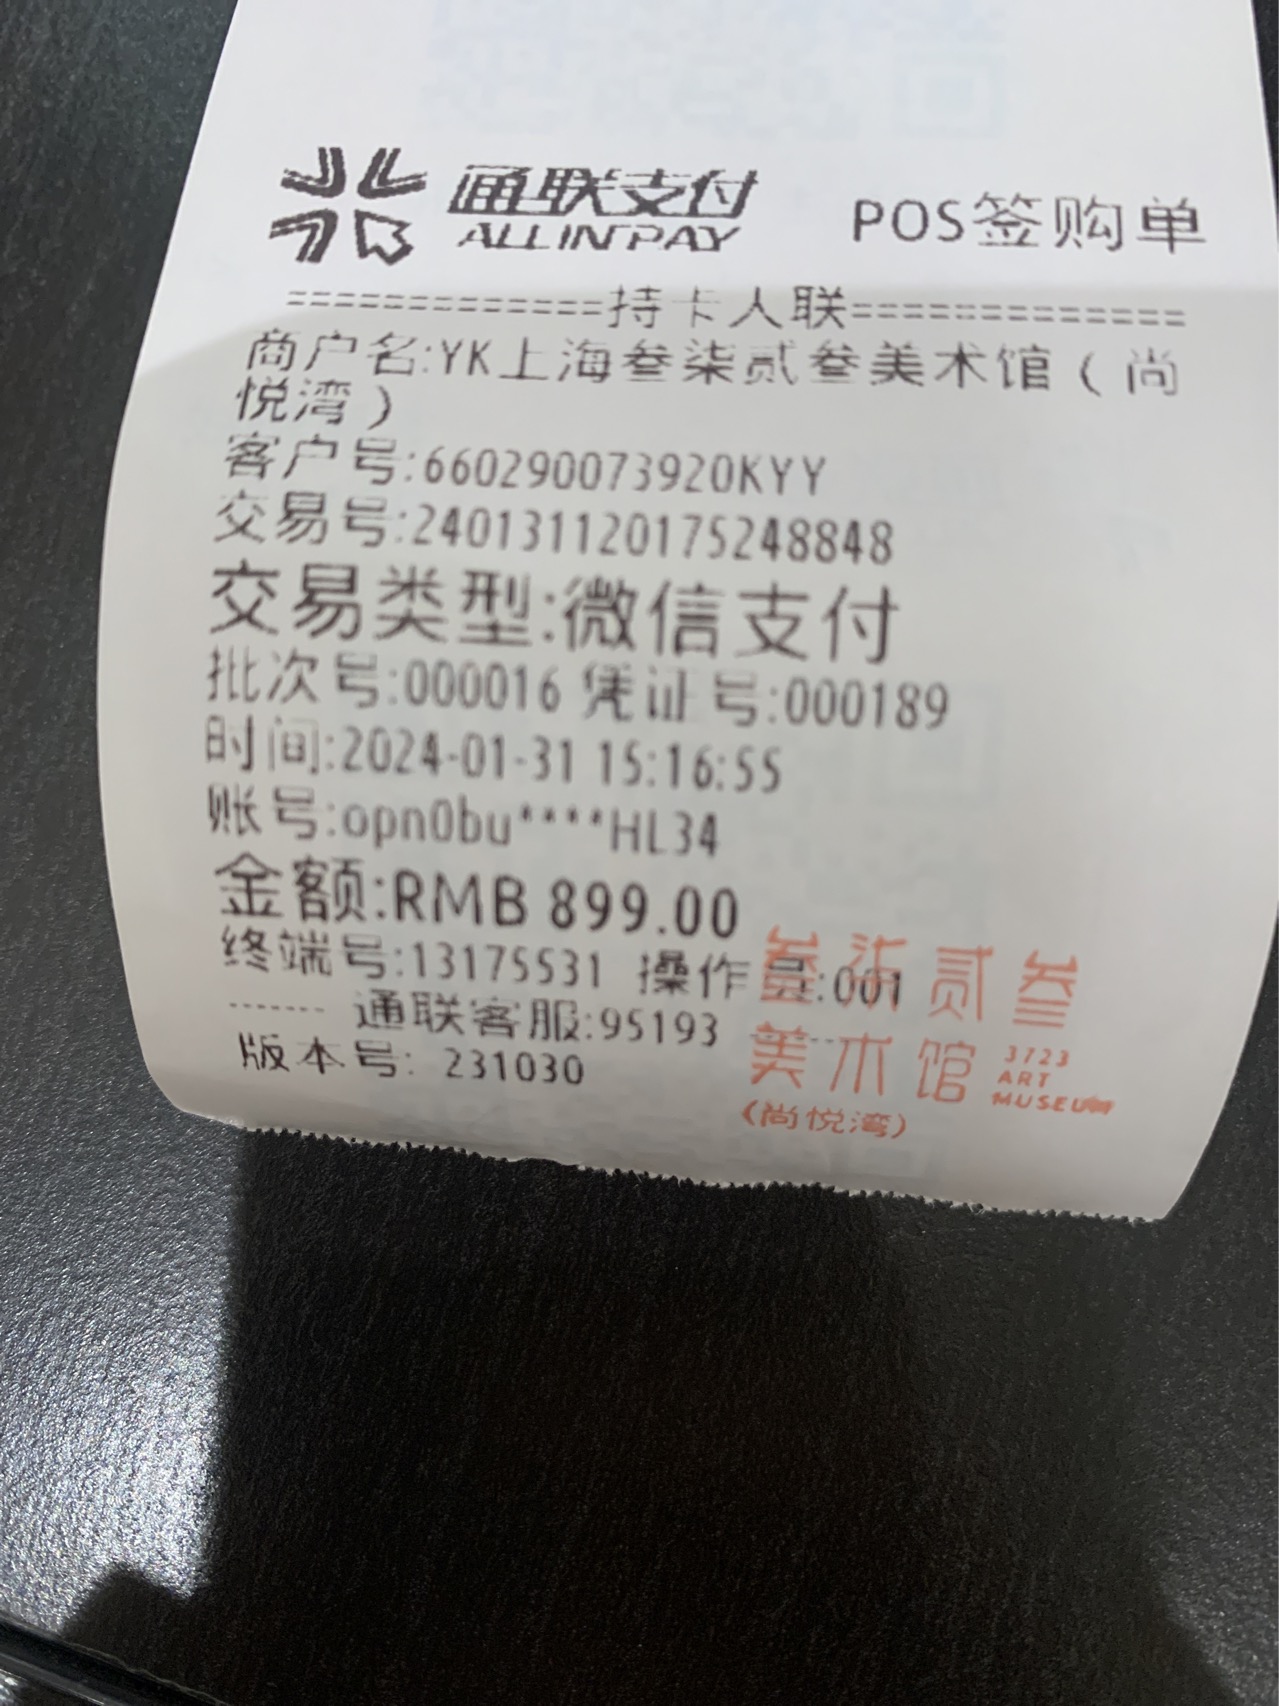 通联支付
ALLINPAY
POS签购单
=============持卡人联=============
商户名:YK上海叁柒贰叁美术馆（尚
悦湾）
客户号:660290073920KYY
交易号:240131120175248848
交易类型:微信支付
批次号:000016 凭证号:000189
时间:2024-01-31 15:16:55
账号:opn0bu****HL34
金额:RMB 899.00
终端号:13175531 操作员:001
------- 通联客服:95193 -------
版本号: 231030
叁柒贰叁
美术馆
3723
ART
MUSEUM
(尚悦湾)